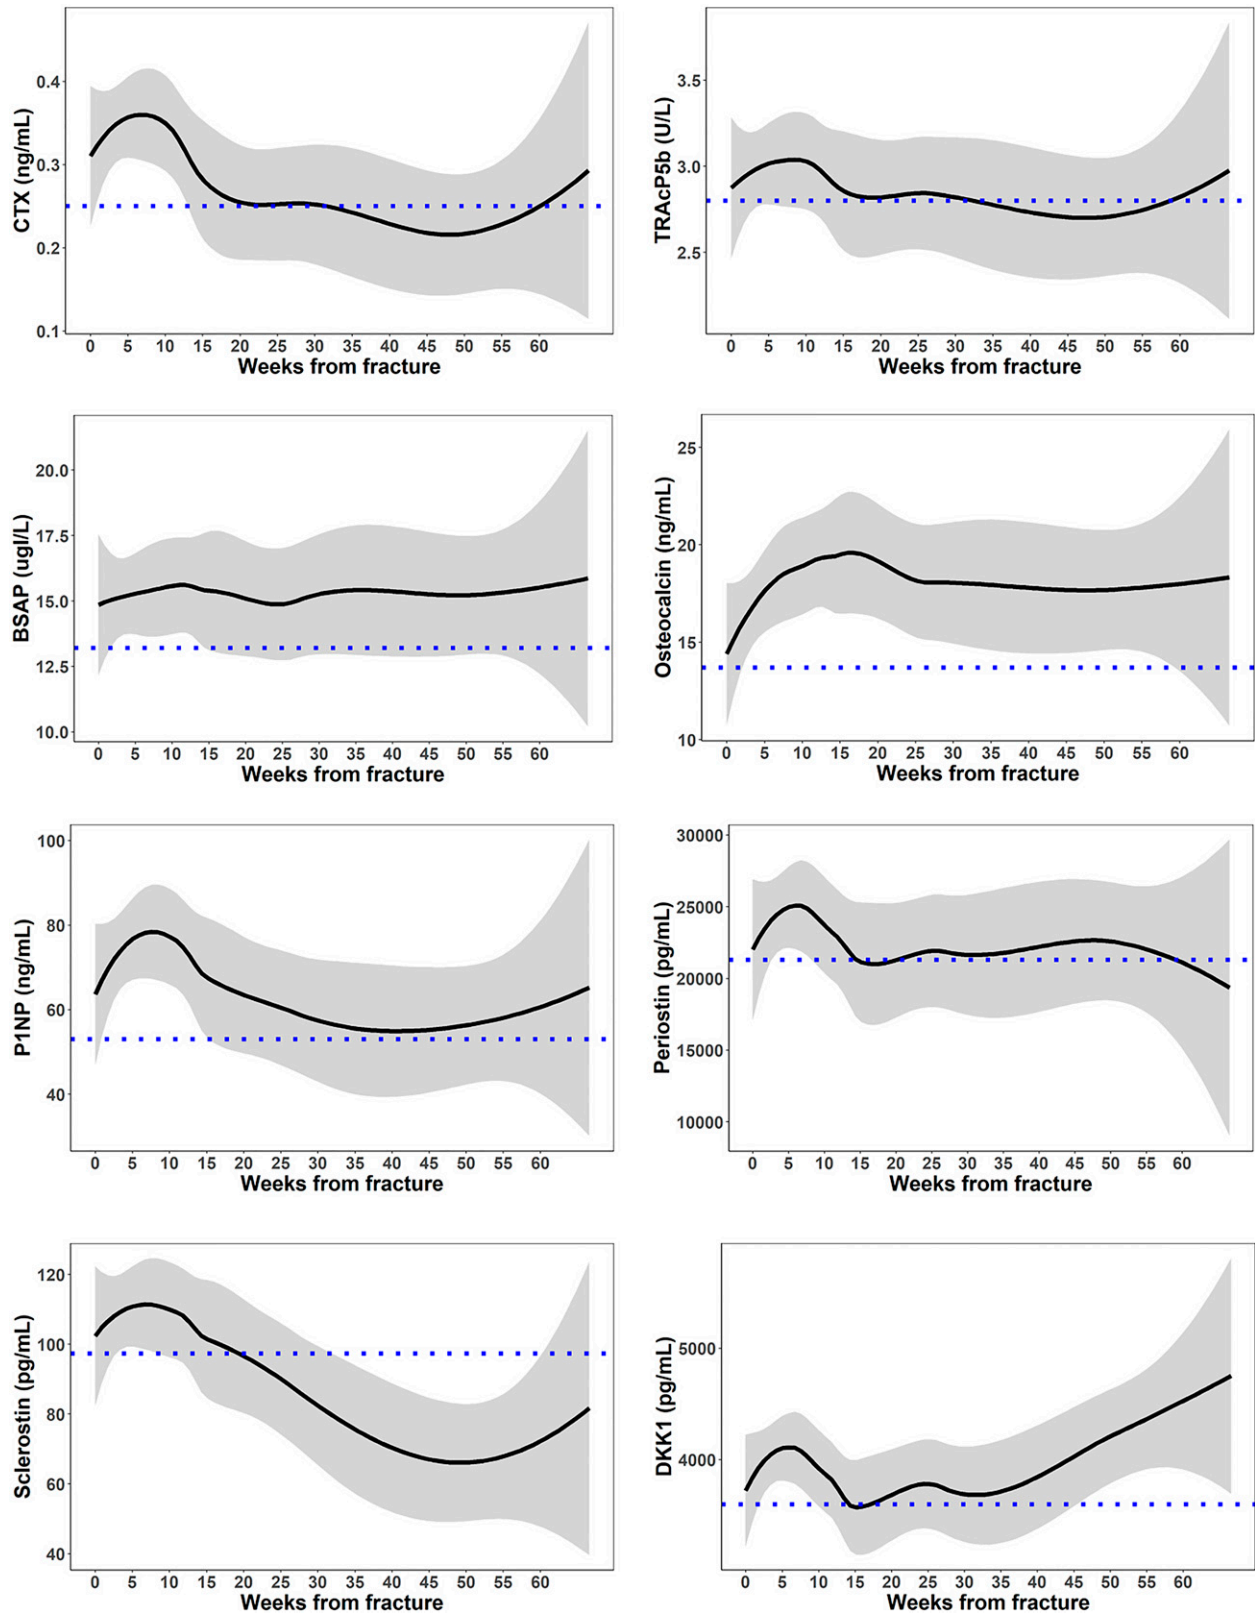 CTX (ng/mL)
0.4
0.3
0.2
0.1
0 5 10 15 20 25 30 35 40 45 50 60
Weeks from fracture
TRAcP5b (U/L)
3.5
3.0
2.5
0 5 10 15 20 25 30 35 40 45 50 60
Weeks from fracture
BSAP (ugl/L)
20.0
17.5
15.0
12.5
10.0
0 5 10 15 20 25 30 35 40 45 50 60
Weeks from fracture
Osteocalcin (ng/mL)
25
20
15
10
0 5 10 15 20 25 30 35 40 45 50 60
Weeks from fracture
P1NP (ng/mL)
100
80
60
40
0 5 10 15 20 25 30 35 40 45 50 60
Weeks from fracture
Periostin (pg/mL)
30000
25000
20000
15000
10000
0 5 10 15 20 25 30 35 40 45 50 60
Weeks from fracture
Sclerostin (pg/mL)
120
100
80
60
40
0 5 10 15 20 25 30 35 40 45 50 60
Weeks from fracture
DKK1 (pg/mL)
5000
4000
0 5 10 15 20 25 30 35 40 45 50 60
Weeks from fracture